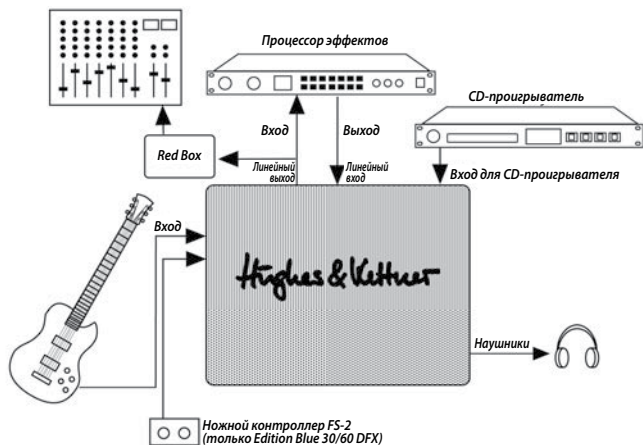 Процессор эффектов
CD-проигрыватель
Вход
Выход
Red Box
Линейный
выход
Линейный
вход
Вход для CD-проигрывателя
Вход
Hughes & Kettner
Наушники
Ножной контроллер FS-2
(только Edition Blue 30/60 DFX)